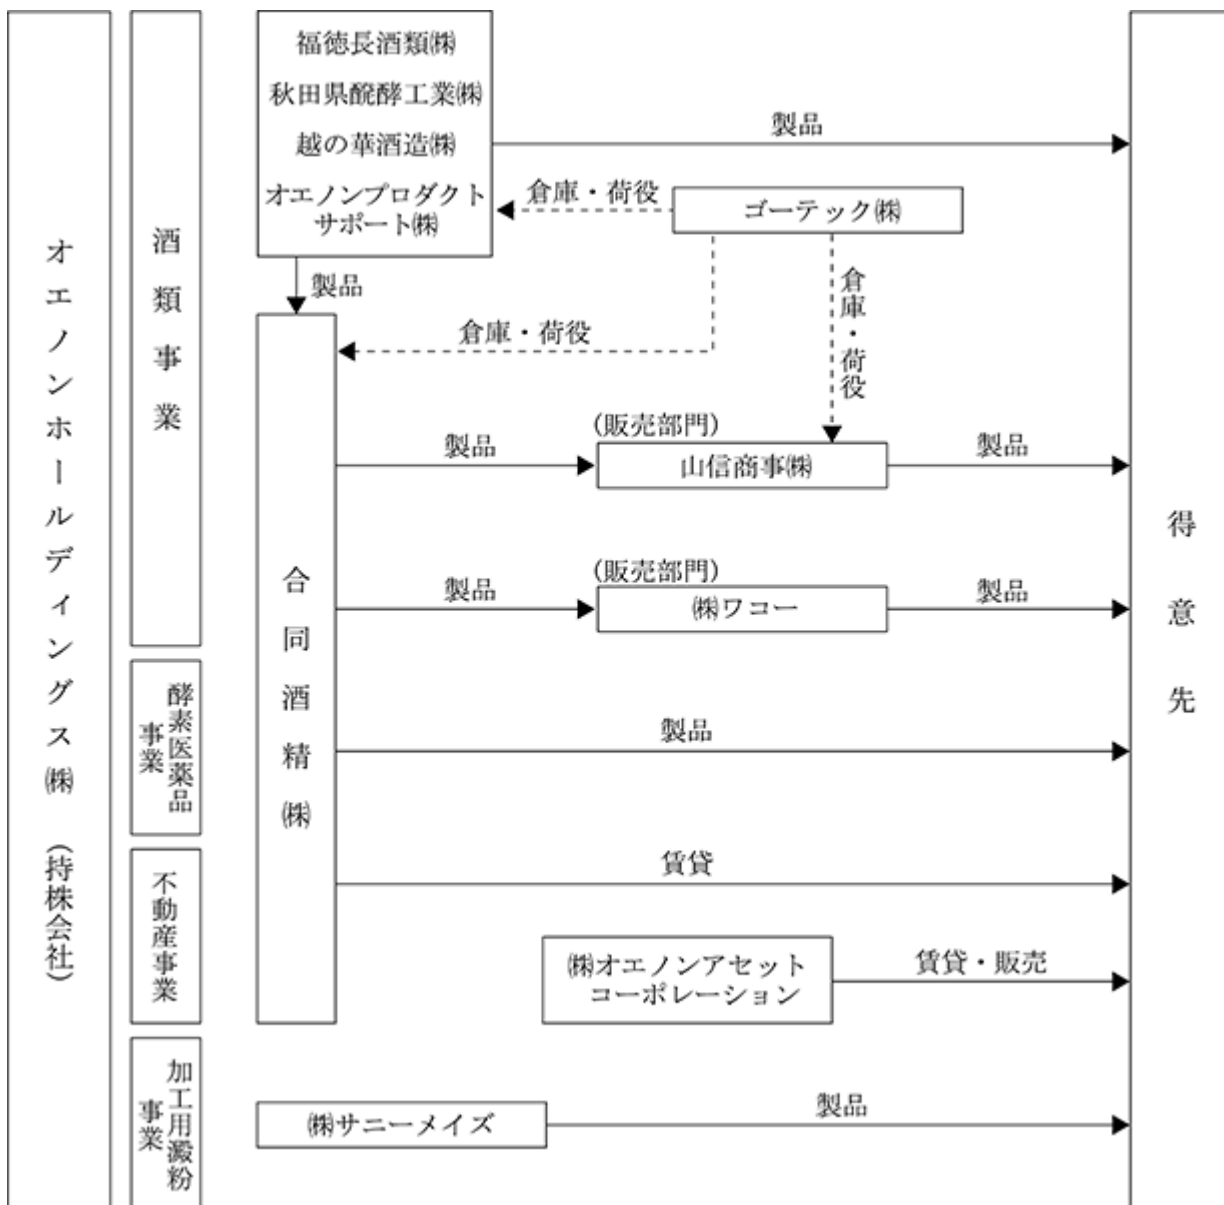 オエノンホールディングス㈱ (持株会社)
酒類事業
酵素医薬品
事業
不動産事業
加工用澱粉
事業
福徳長酒類㈱
秋田県醗酵工業㈱
越の華酒造㈱
オエノンプロダクト
サポート㈱
製品
倉庫・荷役
ゴーテック㈱
製品
倉庫・荷役
倉庫・荷役
合同酒精㈱
製品
(販売部門)
山信商事㈱
製品
製品
(販売部門)
㈱ワコー
製品
製品
賃貸
㈱オエノンアセット
コーポレーション
賃貸・販売
㈱サニーメイズ
製品
得意先